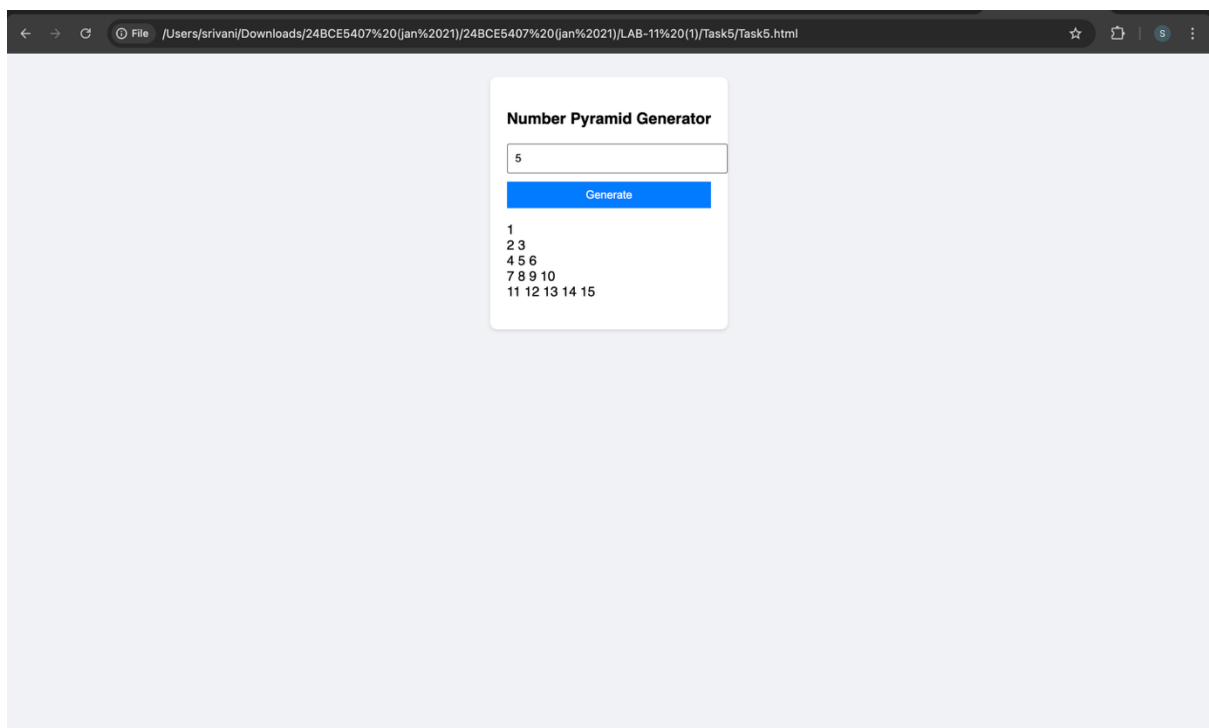 File /Users/srivani/Downloads/24BCE5407%20(jan%2021)/24BCE5407%20(jan%2021)/LAB-11%20(1)/Task5/Task5.html
S
Number Pyramid Generator
5
Generate
1
2 3
4 5 6
7 8 9 10
11 12 13 14 15